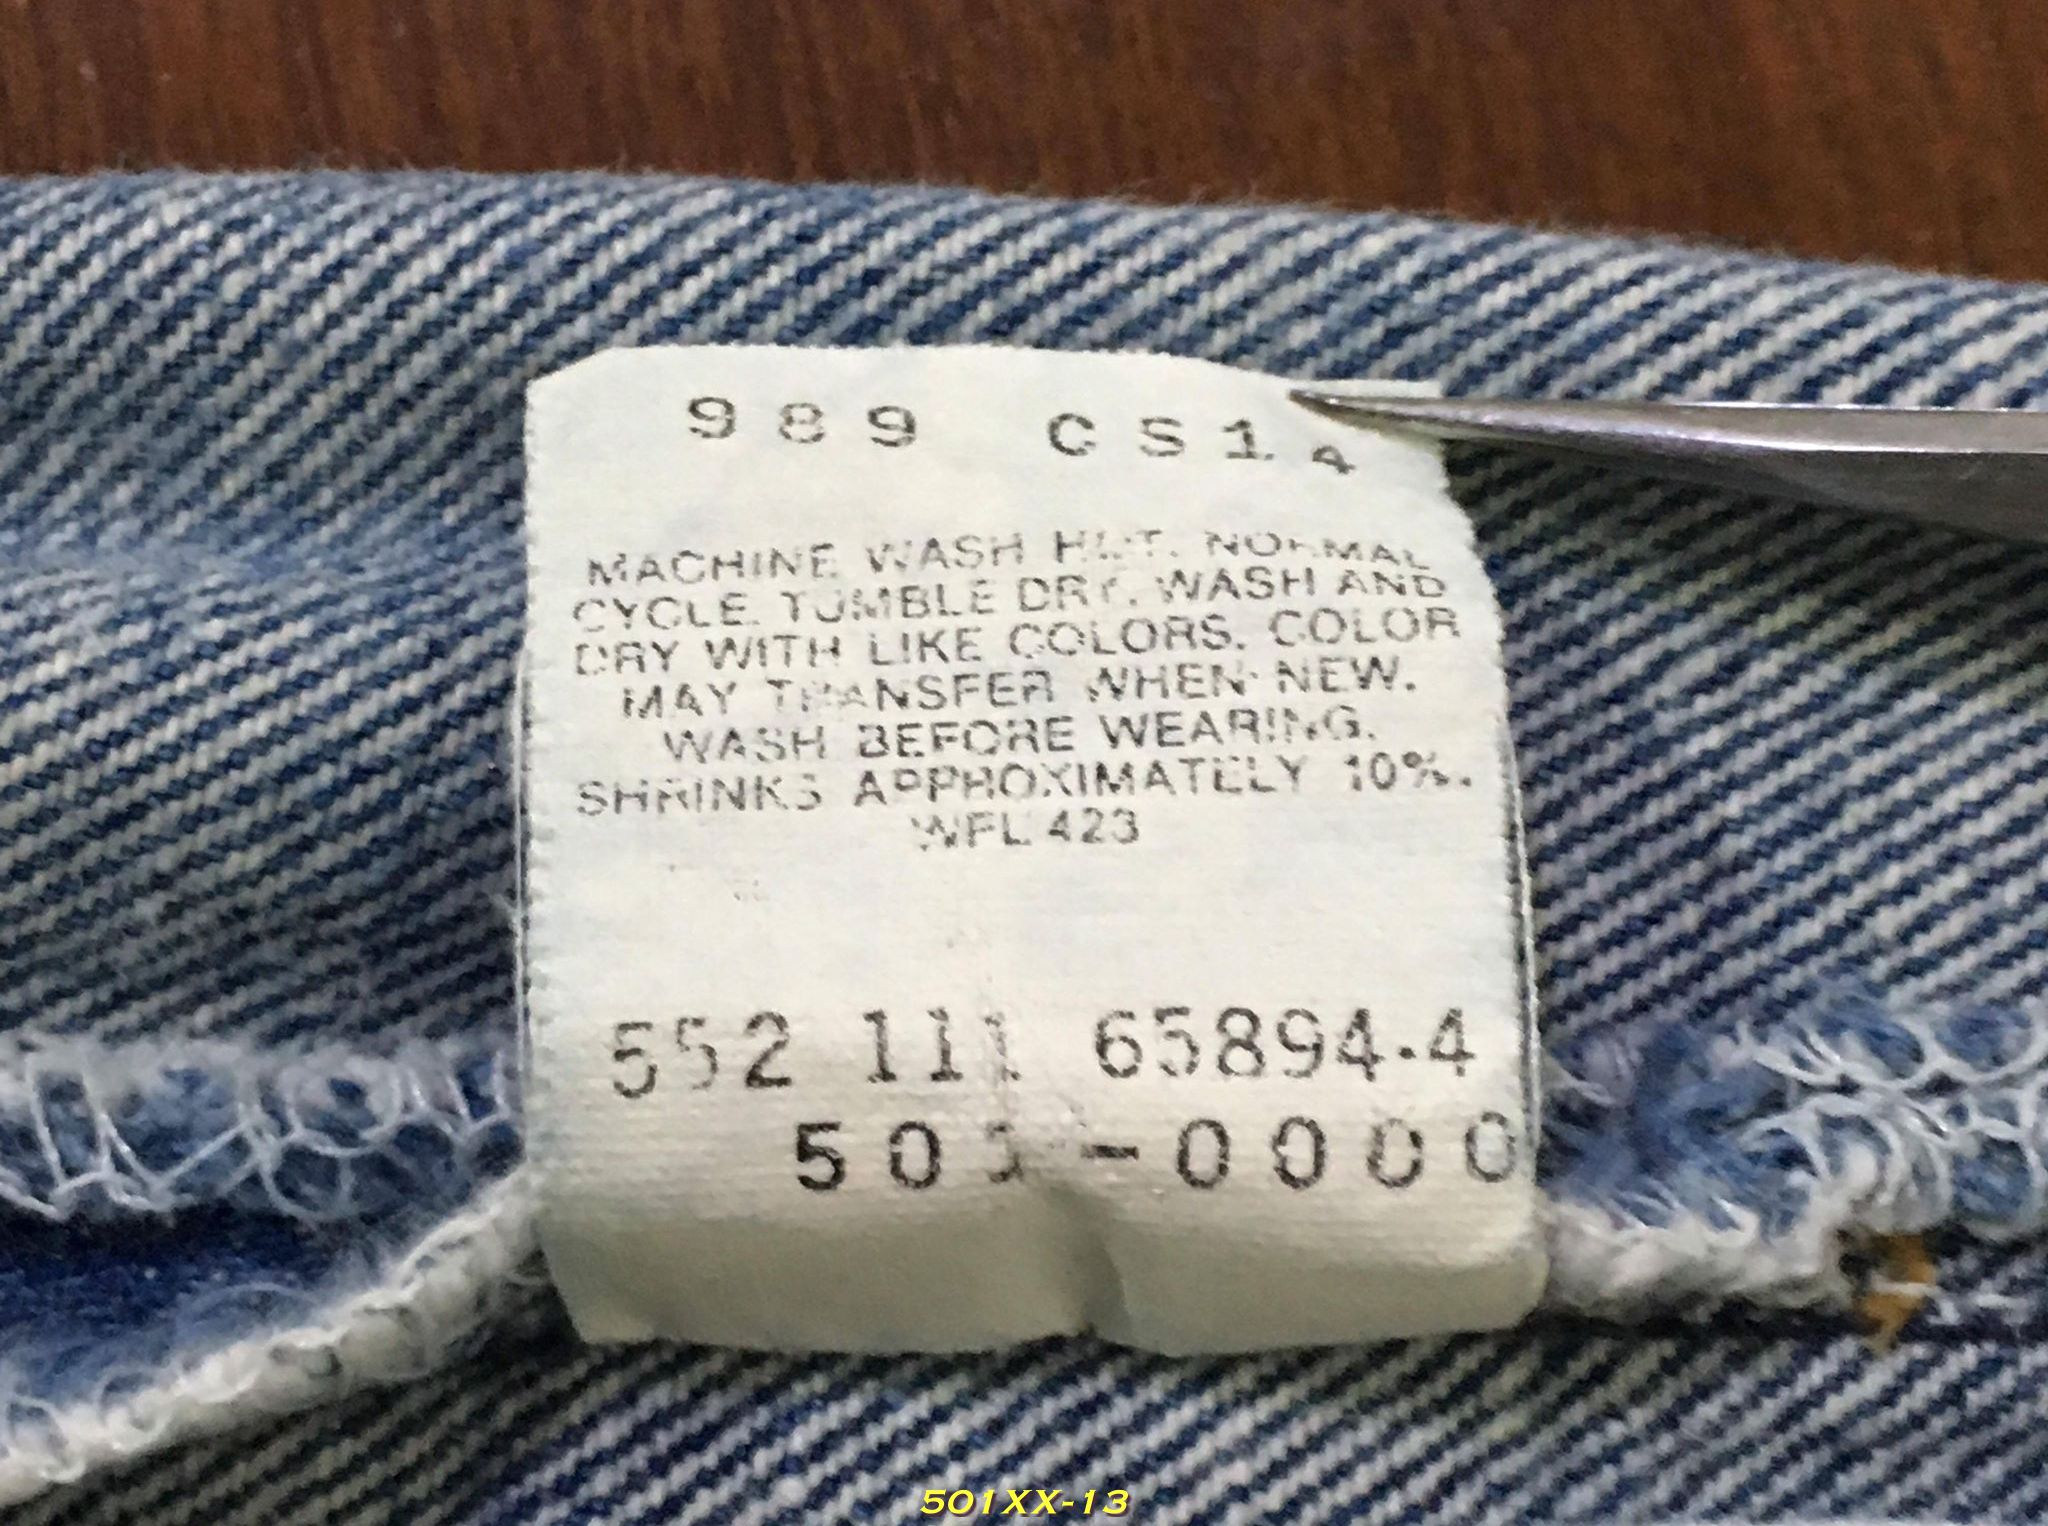 989 CS14
MACHINE WASH HOT. NORMAL
CYCLE. TUMBLE DRY. WASH AND
DRY WITH LIKE COLORS. COLOR
MAY TRANSFER WHEN NEW.
WASH BEFORE WEARING.
SHRINKS APPROXIMATELY 10%.
WPL 423
552 111 65894-4
501-0000
501XX-13